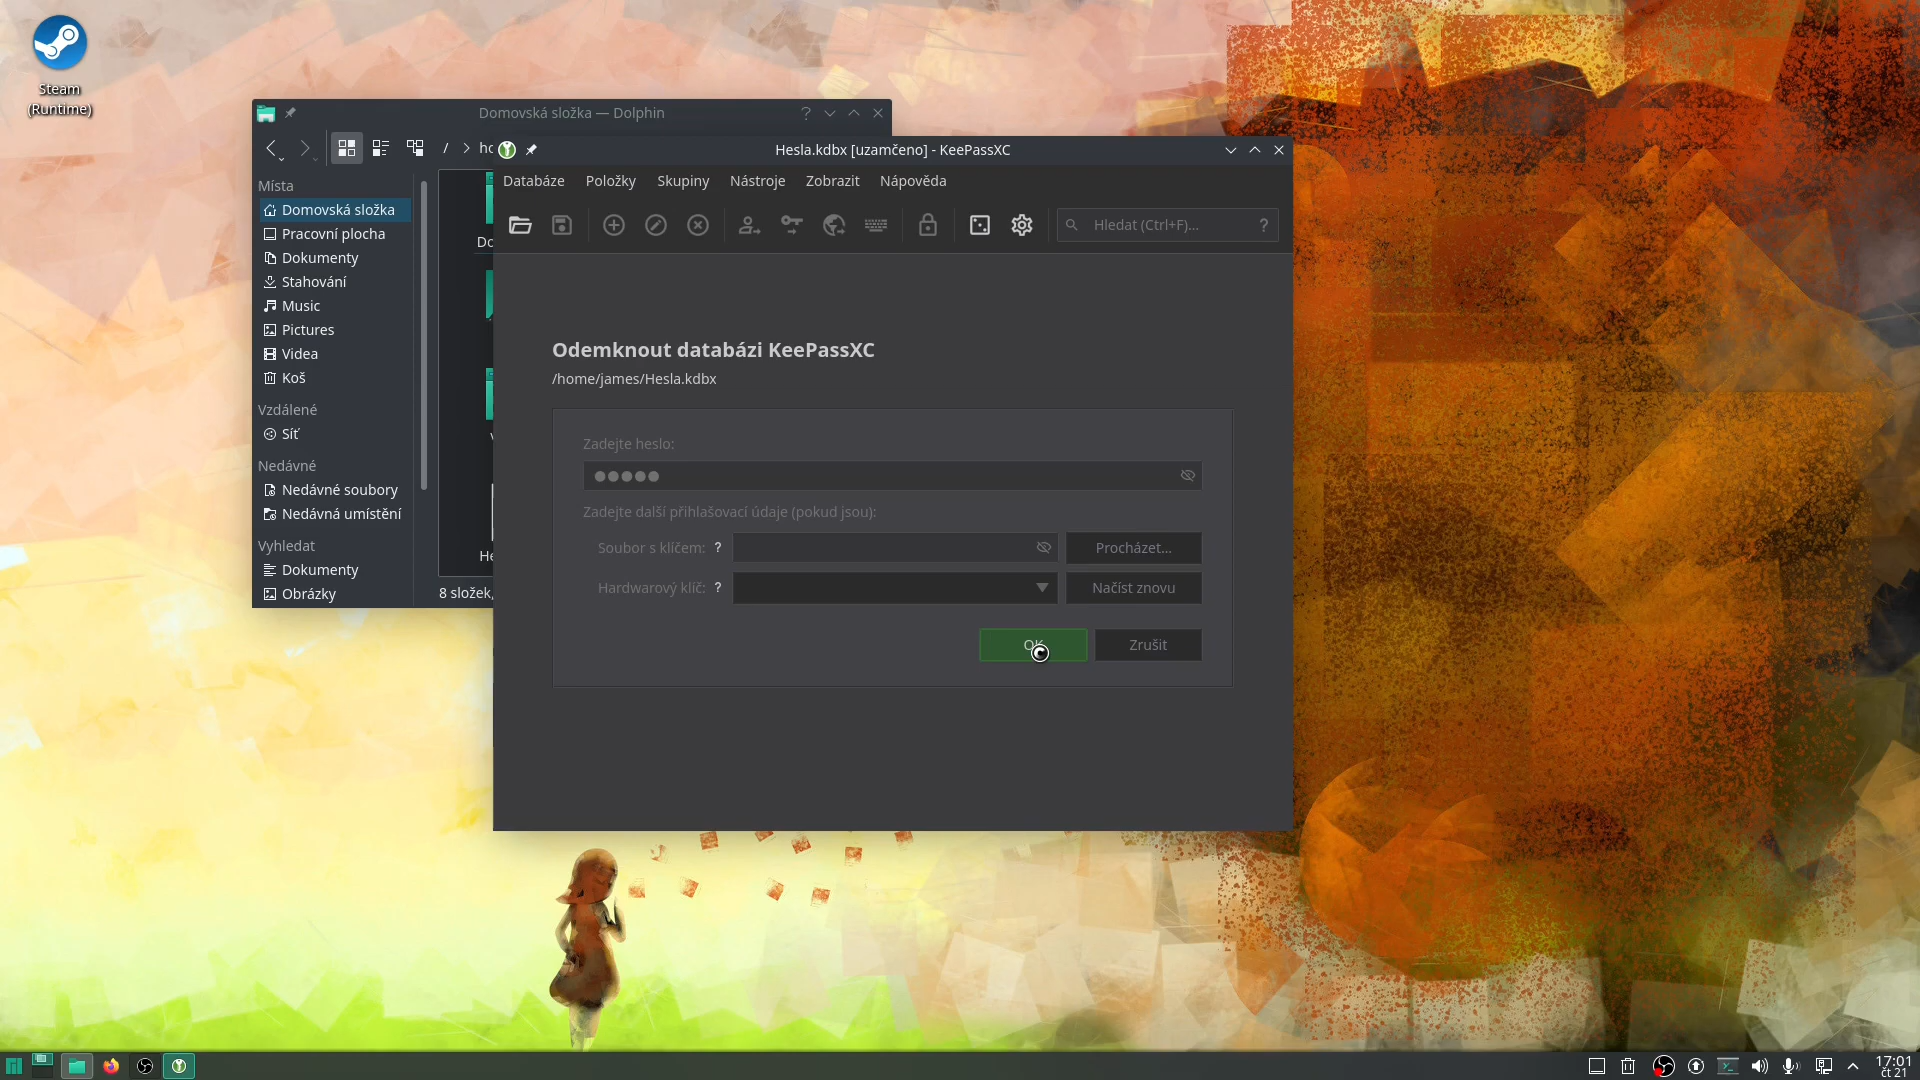 Steam
(Runtime)
Domovská složka — Dolphin
/ > ho
Místa
Domovská složka
Pracovní plocha
Dokumenty
Stahování
Music
Pictures
Videa
Koš
Vzdálené
Síť
Nedávné
Nedávné soubory
Nedávná umístění
Vyhledat
Dokumenty
Obrázky
Do
He
8 složek,
Hesla.kdbx [uzamčeno] - KeePassXC
Databáze Položky Skupiny Nástroje Zobrazit Nápověda
Hledat (Ctrl+F)... ?
Odemknout databázi KeePassXC
/home/james/Hesla.kdbx
Zadejte heslo:
Zadejte další přihlašovací údaje (pokud jsou):
Soubor s klíčem: ? Procházet...
Hardwarový klíč: ? Načíst znovu
OK Zrušit
17:01
čt 21